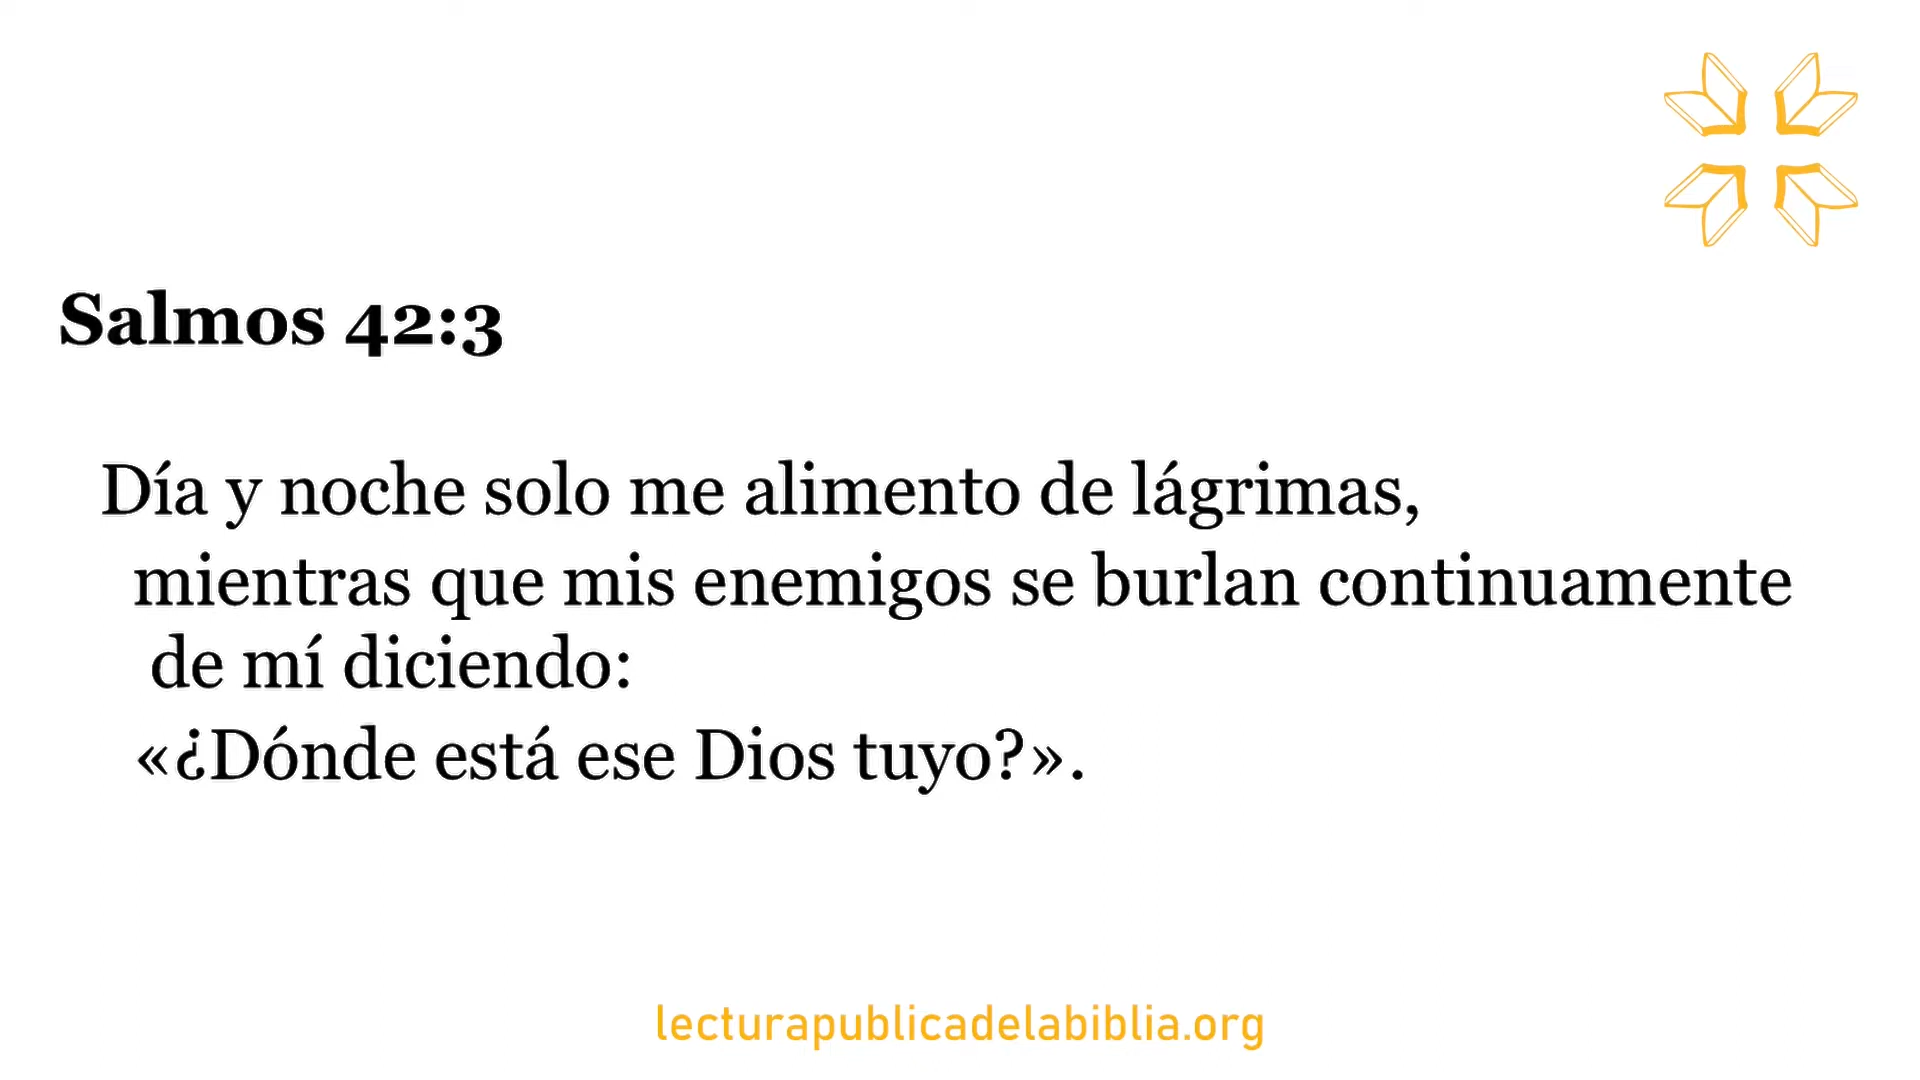 Salmos 42:3
Día y noche solo me alimento de lágrimas,
mientras que mis enemigos se burlan continuamente
de mí diciendo:
«¿Dónde está ese Dios tuyo?».
lecturapublicadelabiblia.org